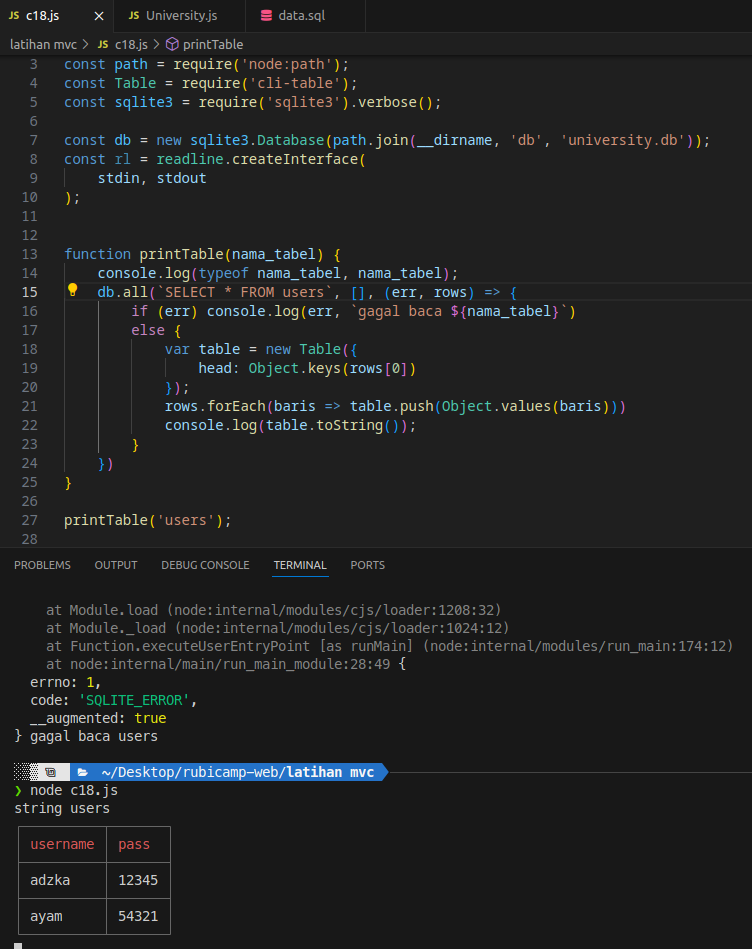 JS c18.js × JS University.js data.sql
latihan mvc > JS c18.js > printTable
3 const path = require('node:path');
4 const Table = require('cli-table');
5 const sqlite3 = require('sqlite3').verbose();
6
7 const db = new sqlite3.Database(path.join(__dirname, 'db', 'university.db'));
8 const rl = readline.createInterface(
9 stdin, stdout
10 );
11
12
13 function printTable(nama_tabel) {
14 console.log(typeof nama_tabel, nama_tabel);
15 db.all(`SELECT * FROM users`, [], (err, rows) => {
16 if (err) console.log(err, `gagal baca ${nama_tabel}`)
17 else {
18 var table = new Table({
19 head: Object.keys(rows[0])
20 });
21 rows.forEach(baris => table.push(Object.values(baris)))
22 console.log(table.toString());
23 }
24 })
25 }
26
27 printTable('users');
28
PROBLEMS OUTPUT DEBUG CONSOLE TERMINAL PORTS
at Module.load (node:internal/modules/cjs/loader:1208:32)
at Module._load (node:internal/modules/cjs/loader:1024:12)
at Function.executeUserEntryPoint [as runMain] (node:internal/modules/run_main:174:12)
at node:internal/main/run_main_module:28:49 {
errno: 1,
code: 'SQLITE_ERROR',
__augmented: true
} gagal baca users
~/Desktop/rubicamp-web/latihan mvc
❯ node c18.js
string users
username pass
adzka 12345
ayam 54321